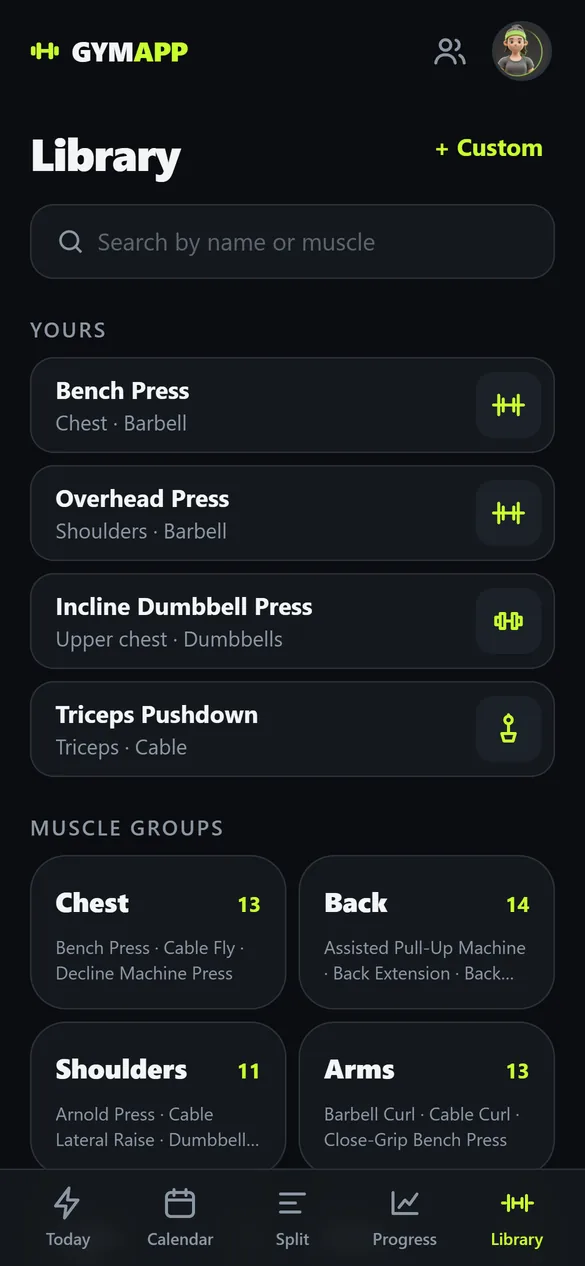 GYMAPP
Library
+ Custom
Search by name or muscle
YOURS
Bench Press
Chest · Barbell
Overhead Press
Shoulders · Barbell
Incline Dumbbell Press
Upper chest · Dumbbells
Triceps Pushdown
Triceps · Cable
MUSCLE GROUPS
Chest 13
Bench Press · Cable Fly ·
Decline Machine Press
Back 14
Assisted Pull-Up Machine
· Back Extension · Back...
Shoulders 11
Arnold Press · Cable
Lateral Raise · Dumbbell...
Arms 13
Barbell Curl · Cable Curl ·
Close-Grip Bench Press
Today
Calendar
Split
Progress
Library